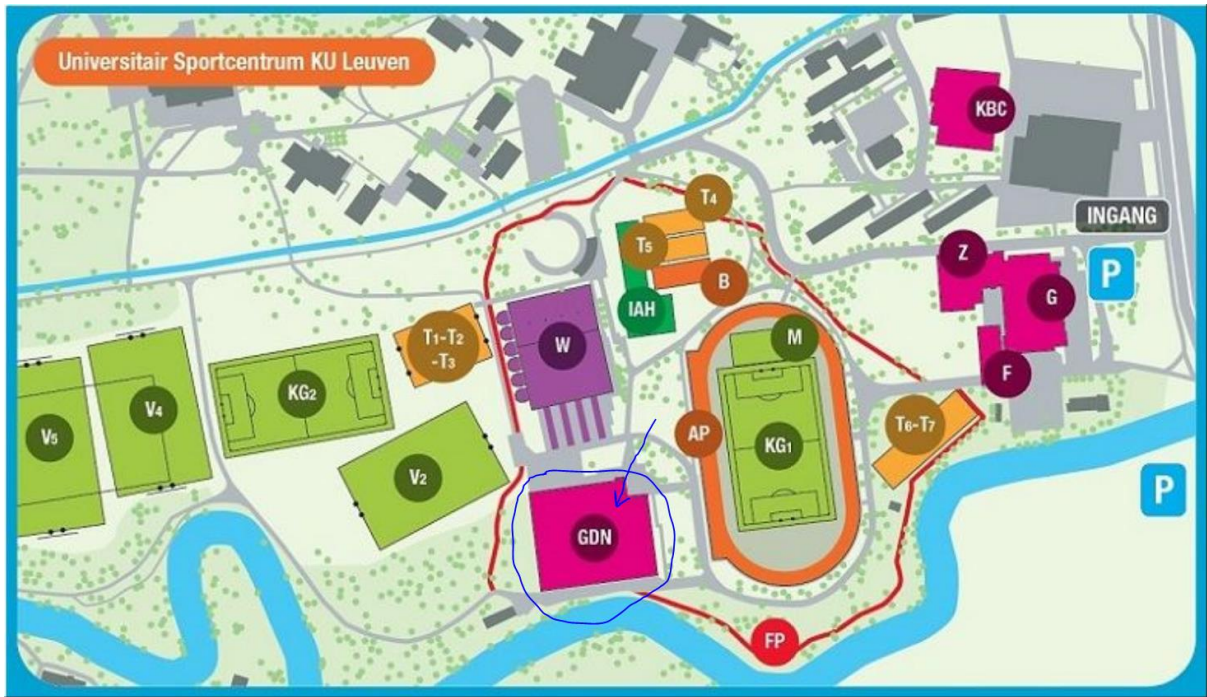 Universitair Sportcentrum KU Leuven
KBC
T4
INGANG
T5
Z
P
B
G
IAH
W
M
T1-T2
-T3
F
KG2
V4
AP
T6-T7
V5
KG1
V2
P
GDN
FP